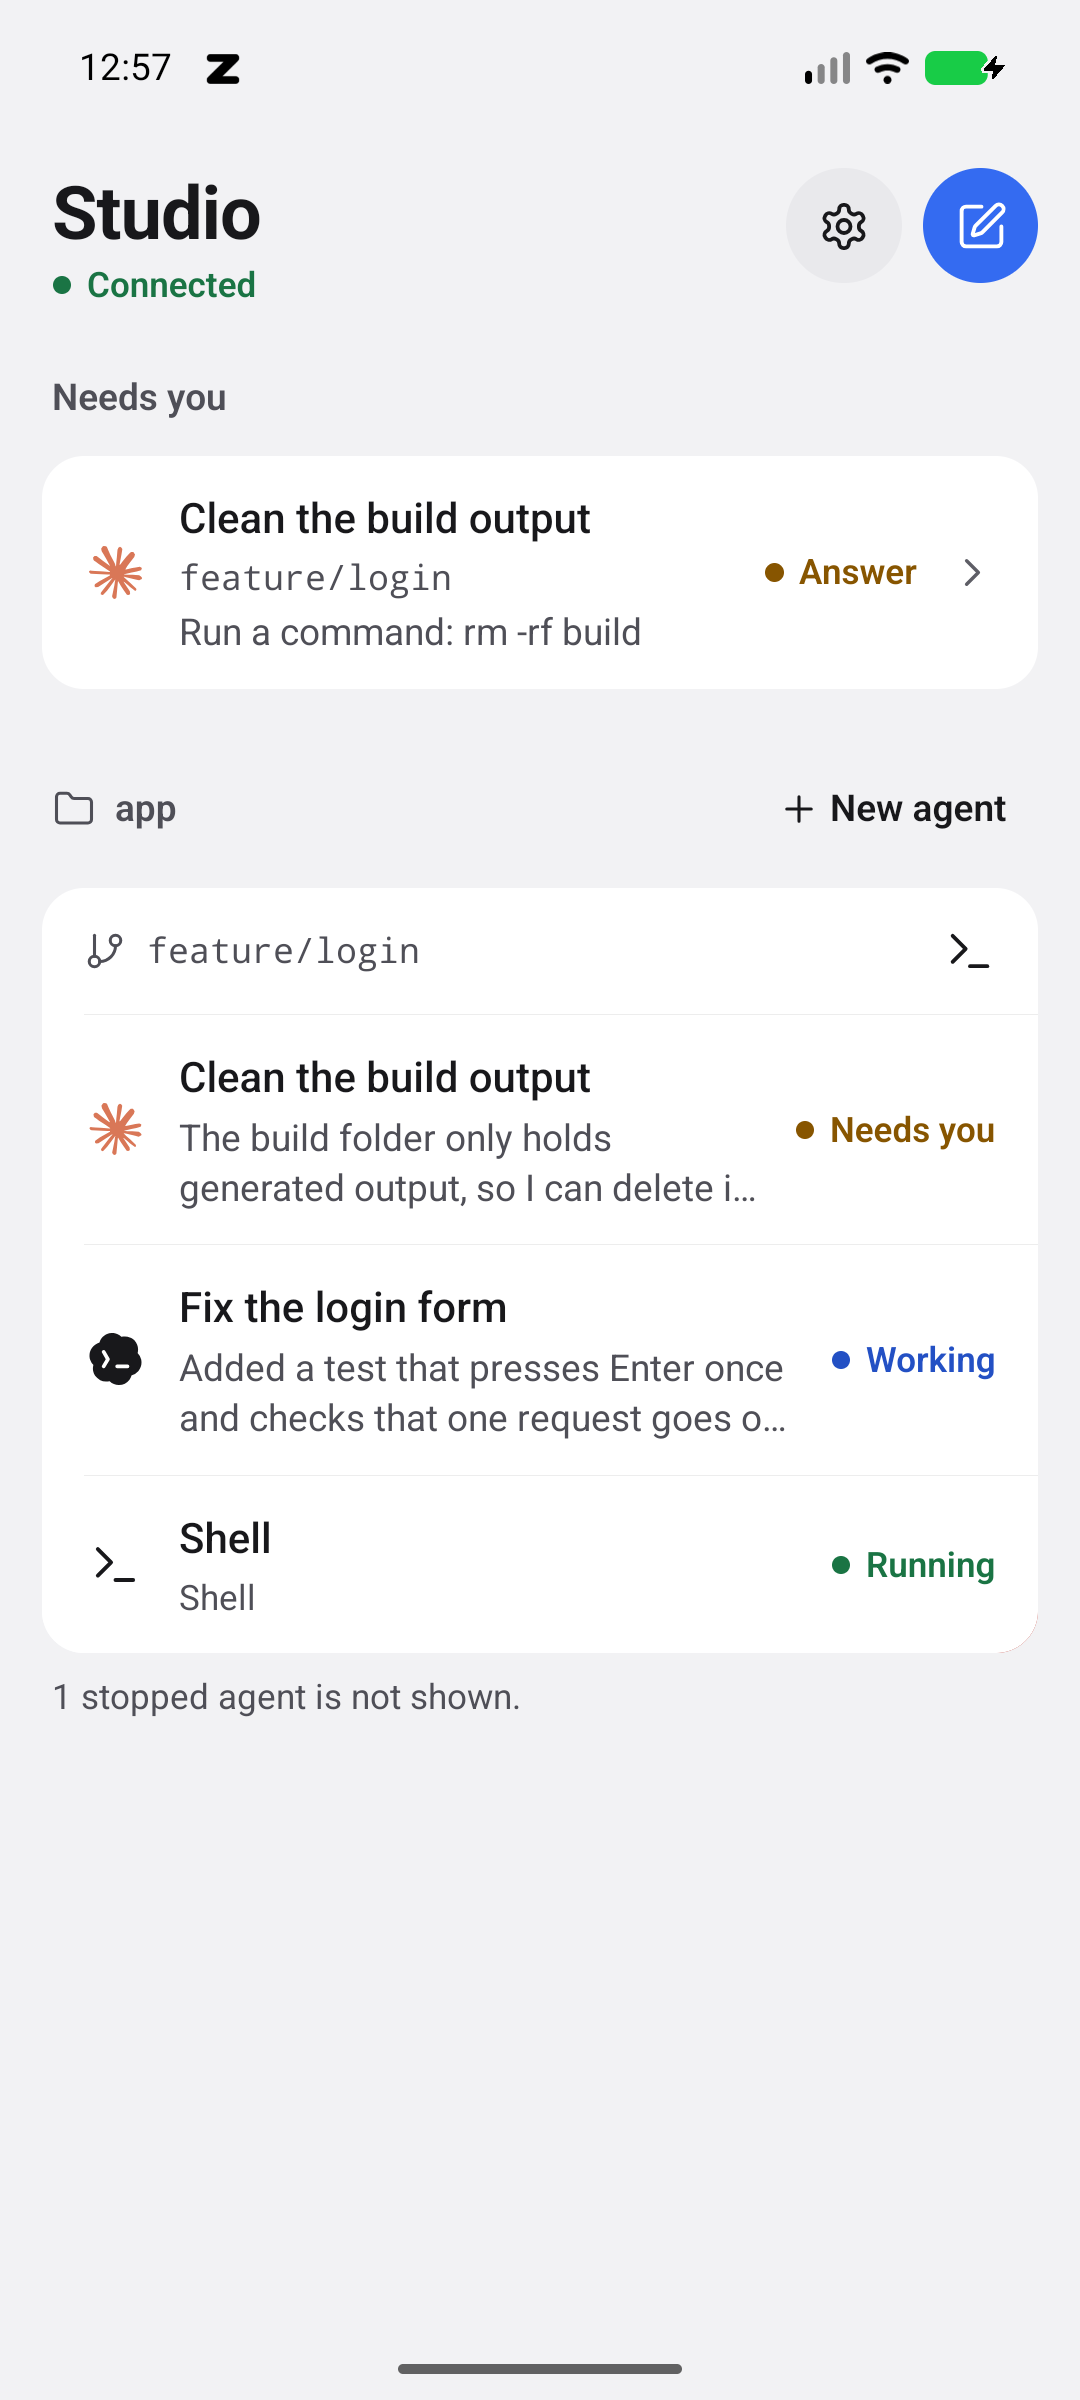 12:57
Studio
Connected
Needs you
Clean the build output
feature/login
Answer
Run a command: rm -rf build
app
New agent
feature/login
Clean the build output
The build folder only holds
generated output, so I can delete i…
Needs you
Fix the login form
Added a test that presses Enter once
and checks that one request goes o…
Working
Shell
Shell
Running
1 stopped agent is not shown.